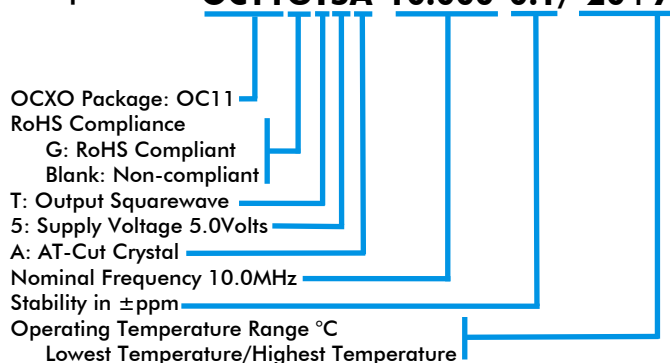 OCXO Package: OC11
RoHS Compliance
G: RoHS Compliant
Blank: Non-compliant
T: Output Squarewave
5: Supply Voltage 5.0Volts
A: AT-Cut Crystal
Nominal Frequency 10.0MHz
Stability in ±ppm
Operating Temperature Range °C
Lowest Temperature/Highest Temperature